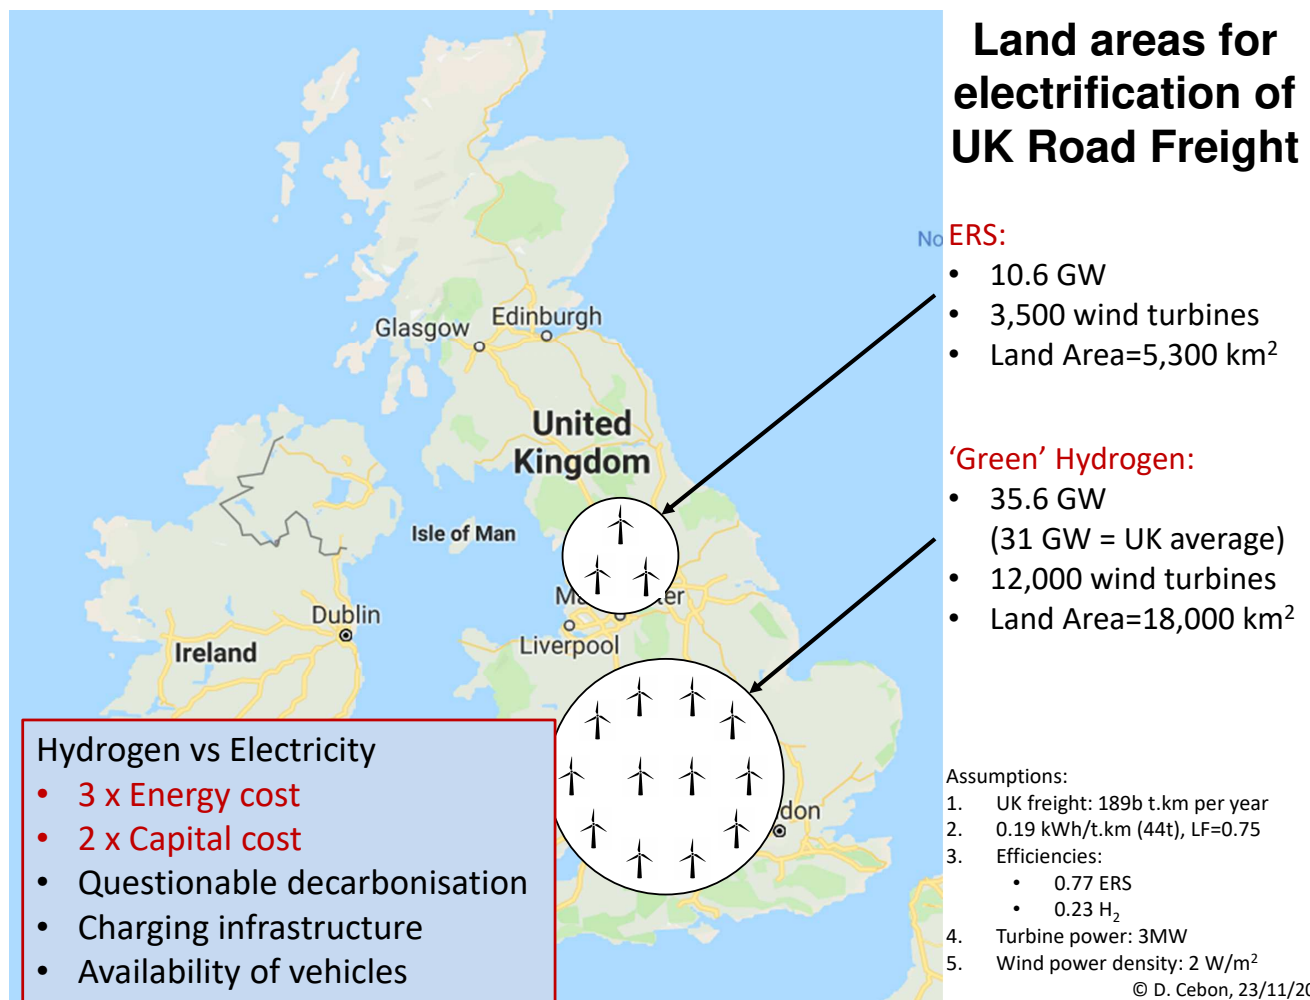 Land areas for
electrification of
UK Road Freight
No
ERS:
• 10.6 GW
• 3,500 wind turbines
• Land Area=5,300 km²
‘Green’ Hydrogen:
• 35.6 GW
(31 GW = UK average)
• 12,000 wind turbines
• Land Area=18,000 km²
Glasgow
Edinburgh
United
Kingdom
Isle of Man
Dublin
Ireland
Liverpool
Hydrogen vs Electricity
• 3 x Energy cost
• 2 x Capital cost
• Questionable decarbonisation
• Charging infrastructure
• Availability of vehicles
don
Assumptions:
1. UK freight: 189b t.km per year
2. 0.19 kWh/t.km (44t), LF=0.75
3. Efficiencies:
• 0.77 ERS
• 0.23 H₂
4. Turbine power: 3MW
5. Wind power density: 2 W/m²
© D. Cebon, 23/11/20